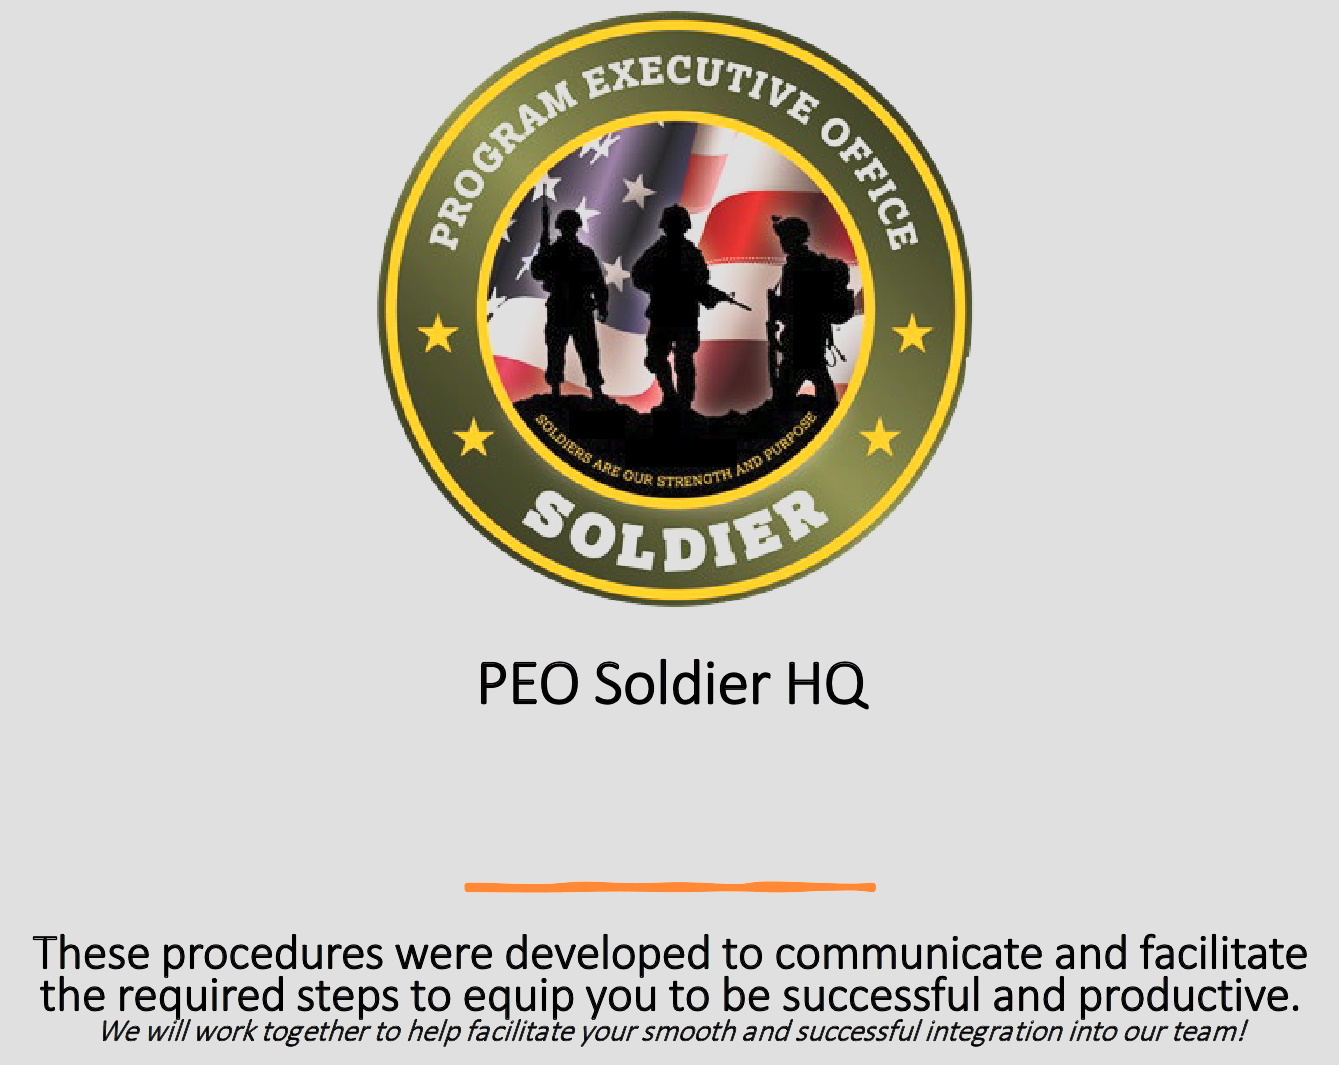 PROGRAM EXECUTIVE OFFICE
SOLDIERS ARE OUR STRENGTH AND PURPOSE
SOLDIER
PEO Soldier HQ
These procedures were developed to communicate and facilitate
the required steps to equip you to be successful and productive.
We will work together to help facilitate your smooth and successful integration into our team!